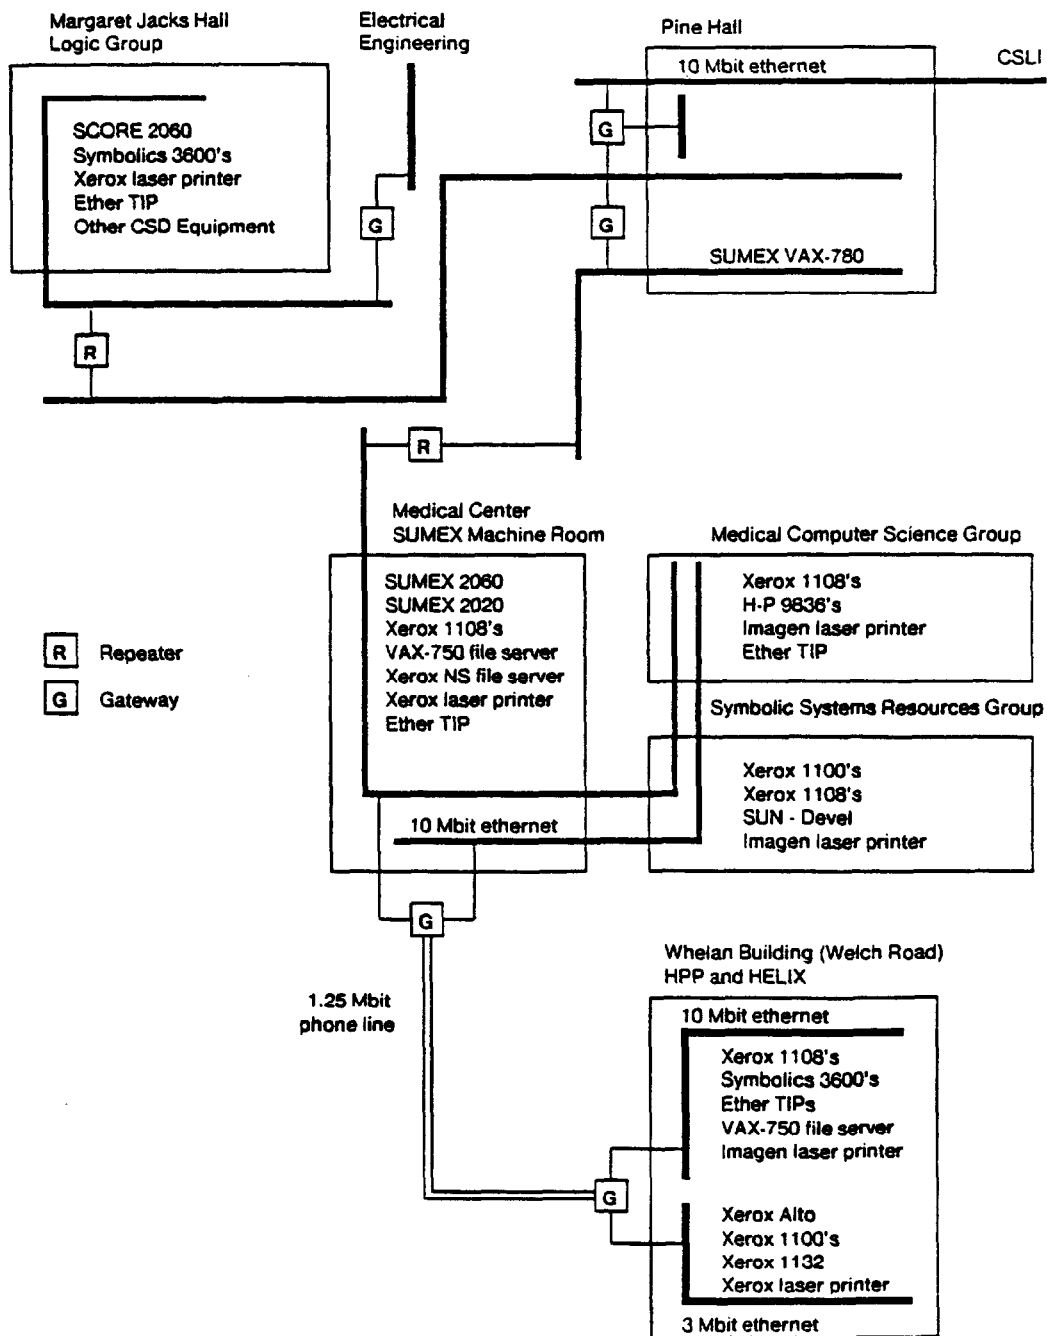 Margaret Jacks Hall
Logic Group
Electrical
Engineering
Pine Hall
10 Mbit ethernet
CSLI
SCORE 2060
Symbolics 3600's
Xerox laser printer
Ether TIP
Other CSD Equipment
G
G
G
SUMEX VAX-780
R
R
Medical Center
SUMEX Machine Room
SUMEX 2060
SUMEX 2020
Xerox 1108's
VAX-750 file server
Xerox NS file server
Xerox laser printer
Ether TIP
10 Mbit ethernet
Medical Computer Science Group
Xerox 1108's
H-P 9836's
Imagen laser printer
Ether TIP
R Repeater
G Gateway
Symbolic Systems Resources Group
Xerox 1100's
Xerox 1108's
SUN - Devel
Imagen laser printer
G
1.25 Mbit
phone line
Whelan Building (Welch Road)
HPP and HELIX
10 Mbit ethernet
Xerox 1108's
Symbolics 3600's
Ether TIPs
VAX-750 file server
Imagen laser printer
G
Xerox Alto
Xerox 1100's
Xerox 1132
Xerox laser printer
3 Mbit ethernet